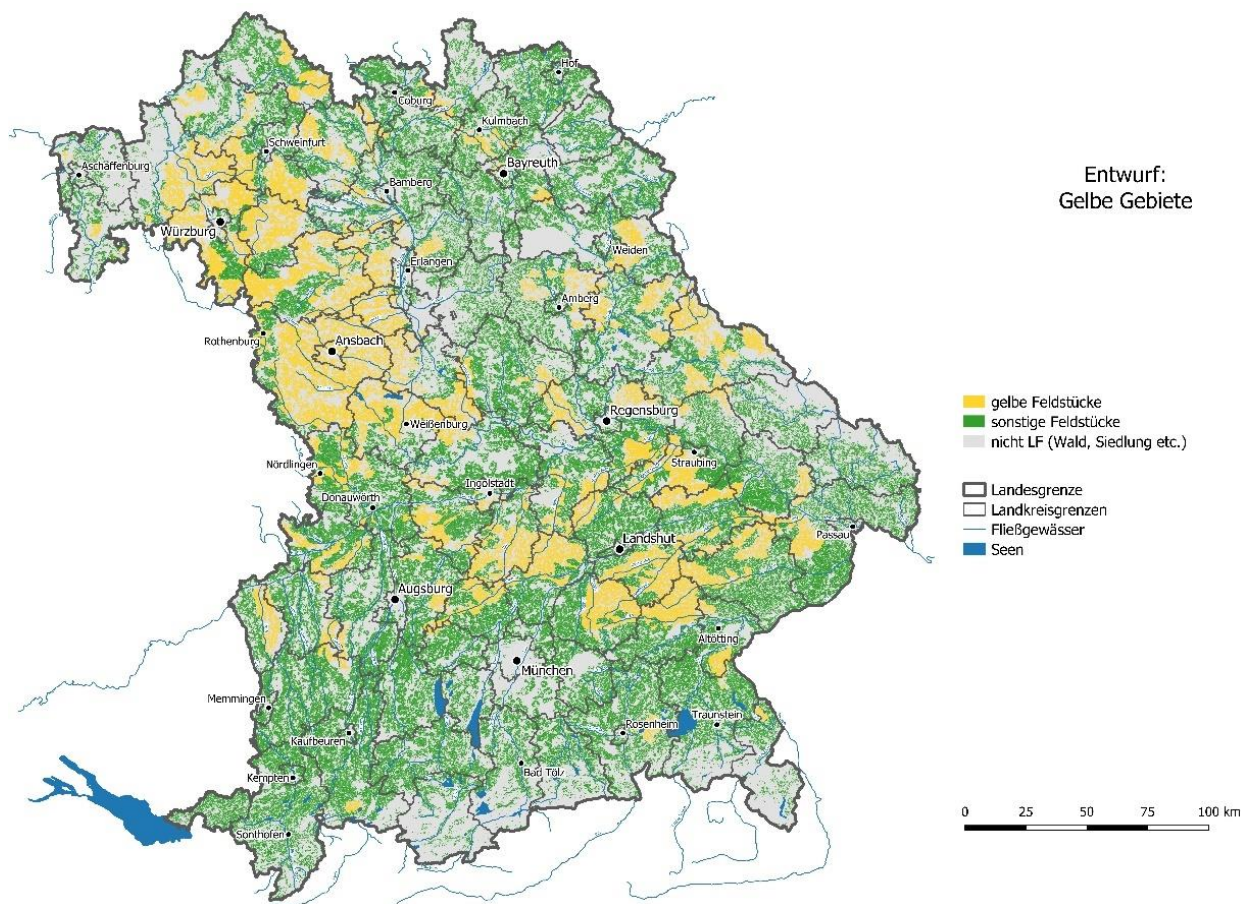 Hof
Coburg
Kulmbach
Schweinfurt
Aschaffenburg
Bayreuth
Bamberg
Entwurf:
Gelbe Gebiete
Würzburg
Weiden
Erlangen
Amberg
Rothenburg
Ansbach
gelbe Feldstücke
sonstige Feldstücke
nicht LF (Wald, Siedlung etc.)
Regensburg
Weißenburg
Straubing
Nördlingen
Ingolstadt
Donauwörth
Landesgrenze
Landkreisgrenzen
Fließgewässer
Seen
Passau
Landshut
Augsburg
Altötting
München
Memmingen
Rosenheim
Traunstein
Kaufbeuren
Bad Tölz
Kempten
Sonthofen
0 25 50 75 100 km